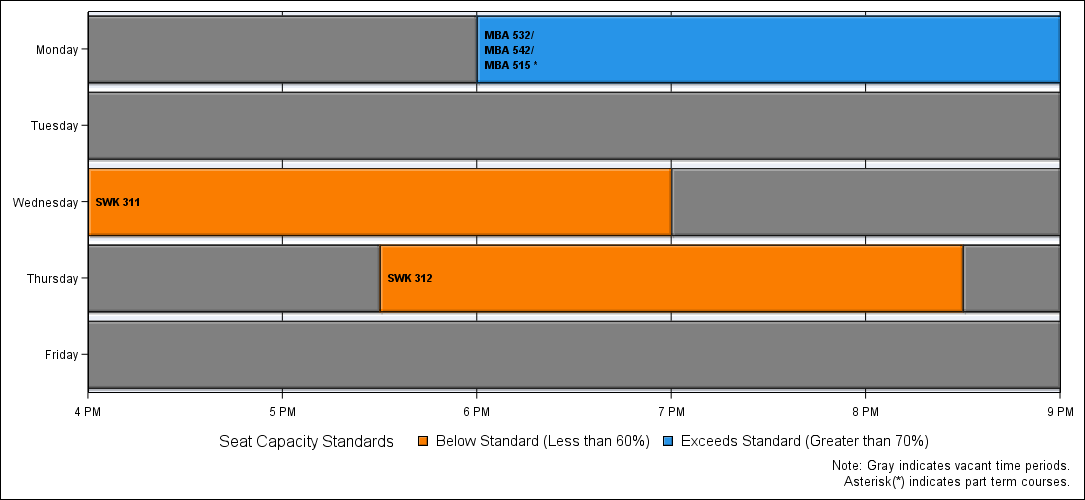 Monday
MBA 532/
MBA 542/
MBA 515 *
Tuesday
Wednesday
SWK 311
Thursday
SWK 312
Friday
4 PM 5 PM 6 PM 7 PM 8 PM 9 PM
Seat Capacity Standards Below Standard (Less than 60%) Exceeds Standard (Greater than 70%)
Note: Gray indicates vacant time periods.
Asterisk(*) indicates part term courses.